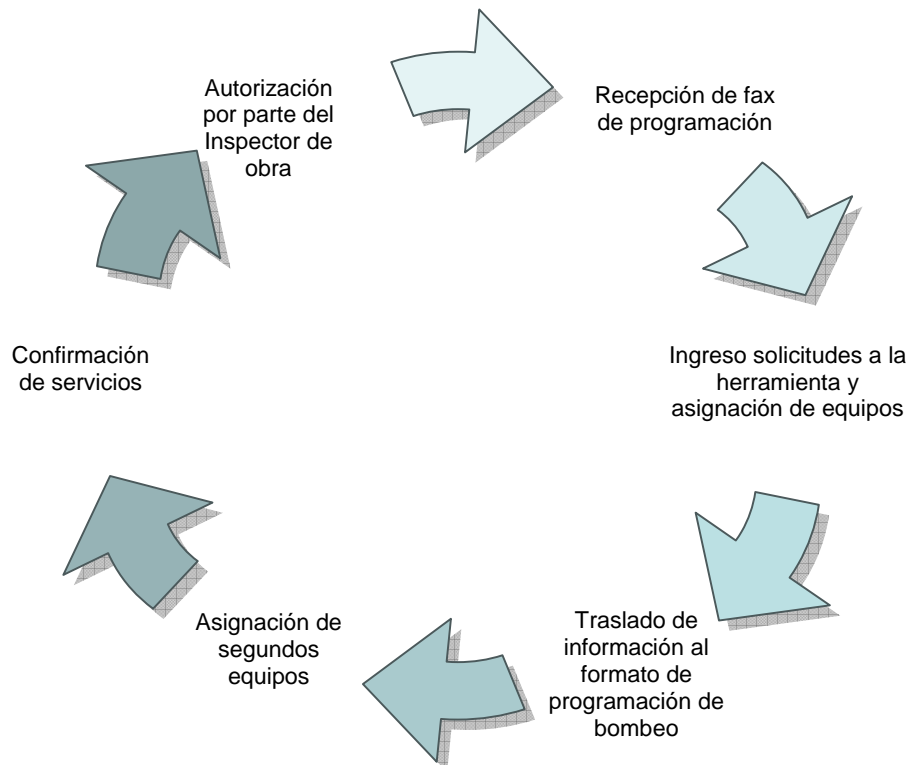 Autorización
por parte del
Inspector de
obra
Recepción de fax
de programación
Ingreso solicitudes a la
herramienta y
asignación de equipos
Traslado de
información al
formato de
programación de
bombeo
Asignación de
segundos
equipos
Confirmación
de servicios